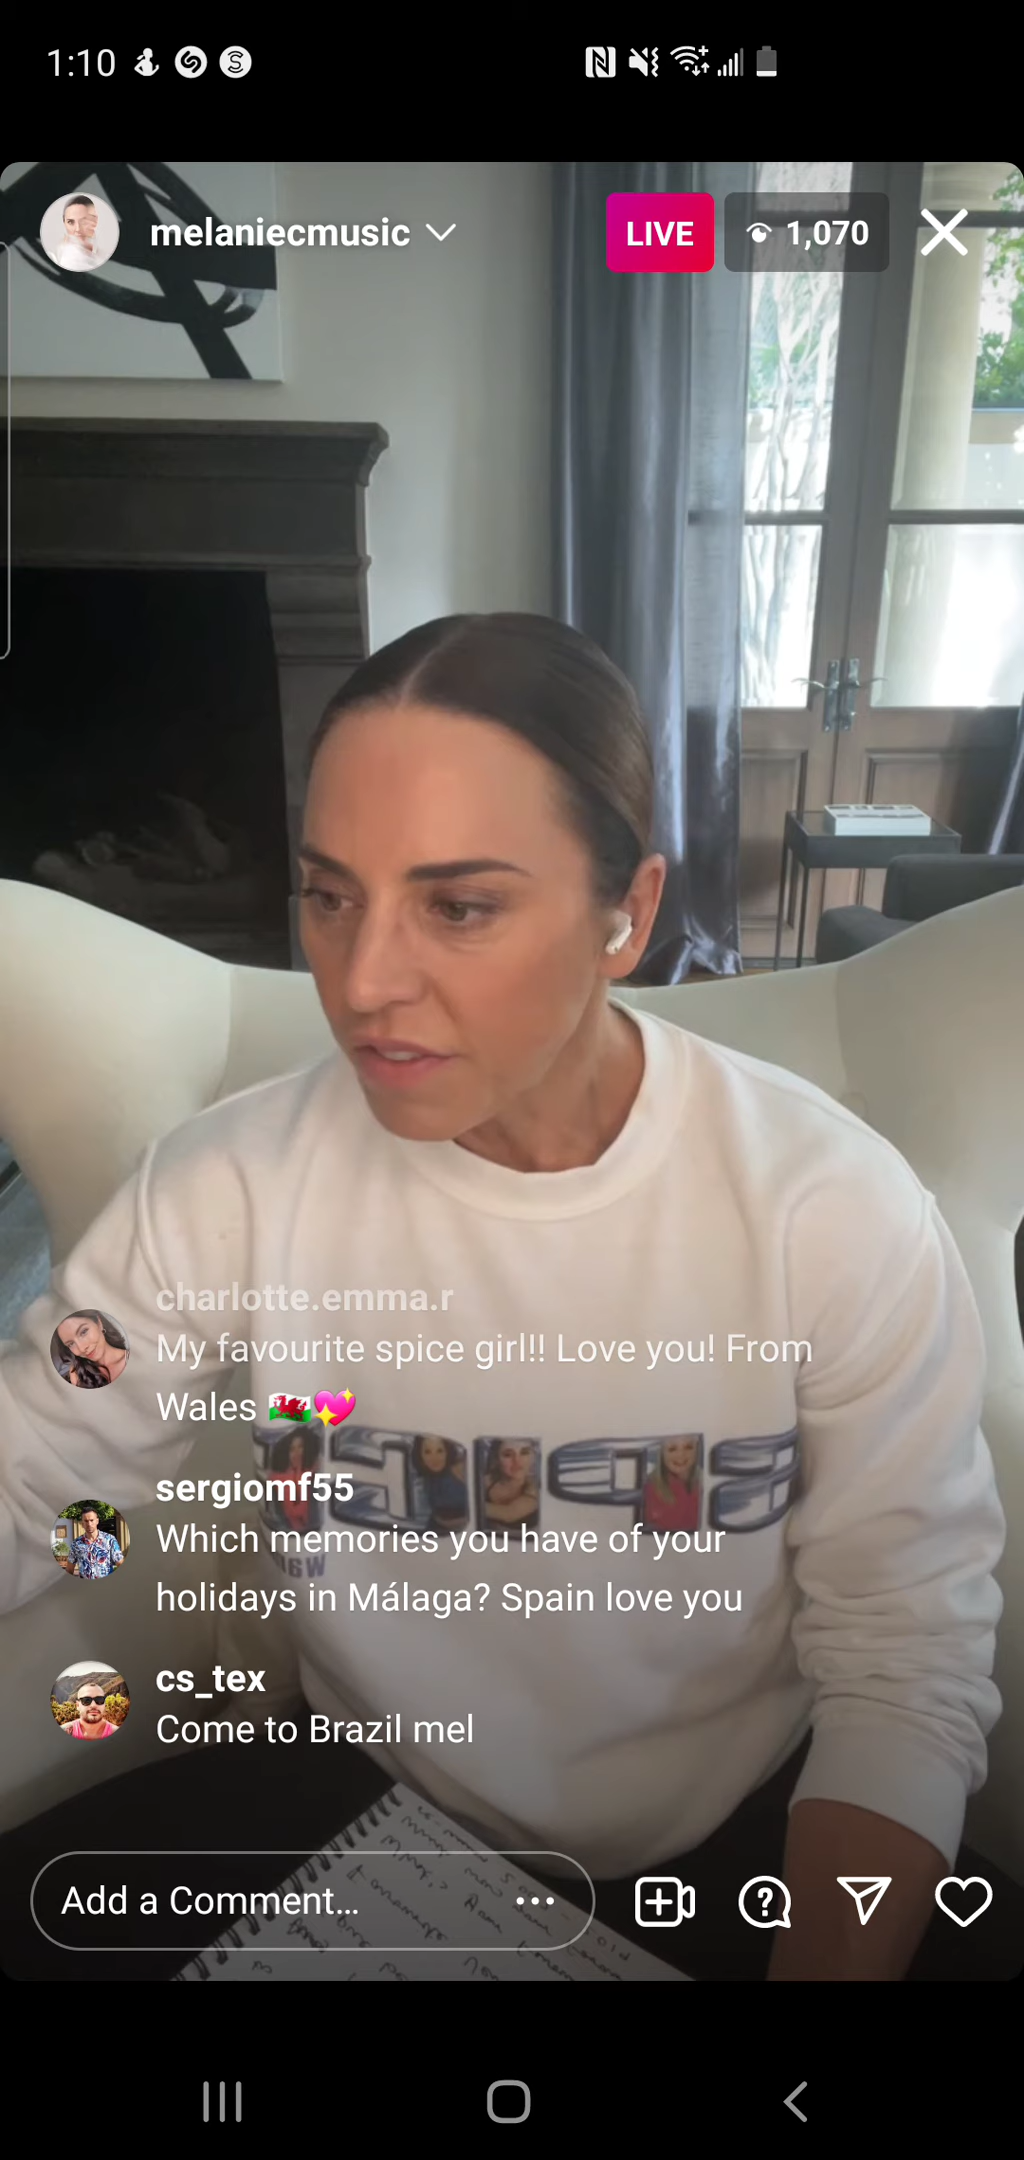 1:10
melaniecmusic
LIVE
1,070
charlotte.emma.r
My favourite spice girl!! Love you! From
Wales 🏴󠁧󠁢󠁷󠁬󠁳󠁿💖
SPICE
sergiomf55
Which memories you have of your
holidays in Málaga? Spain love you
cs_tex
Come to Brazil mel
Add a Comment…